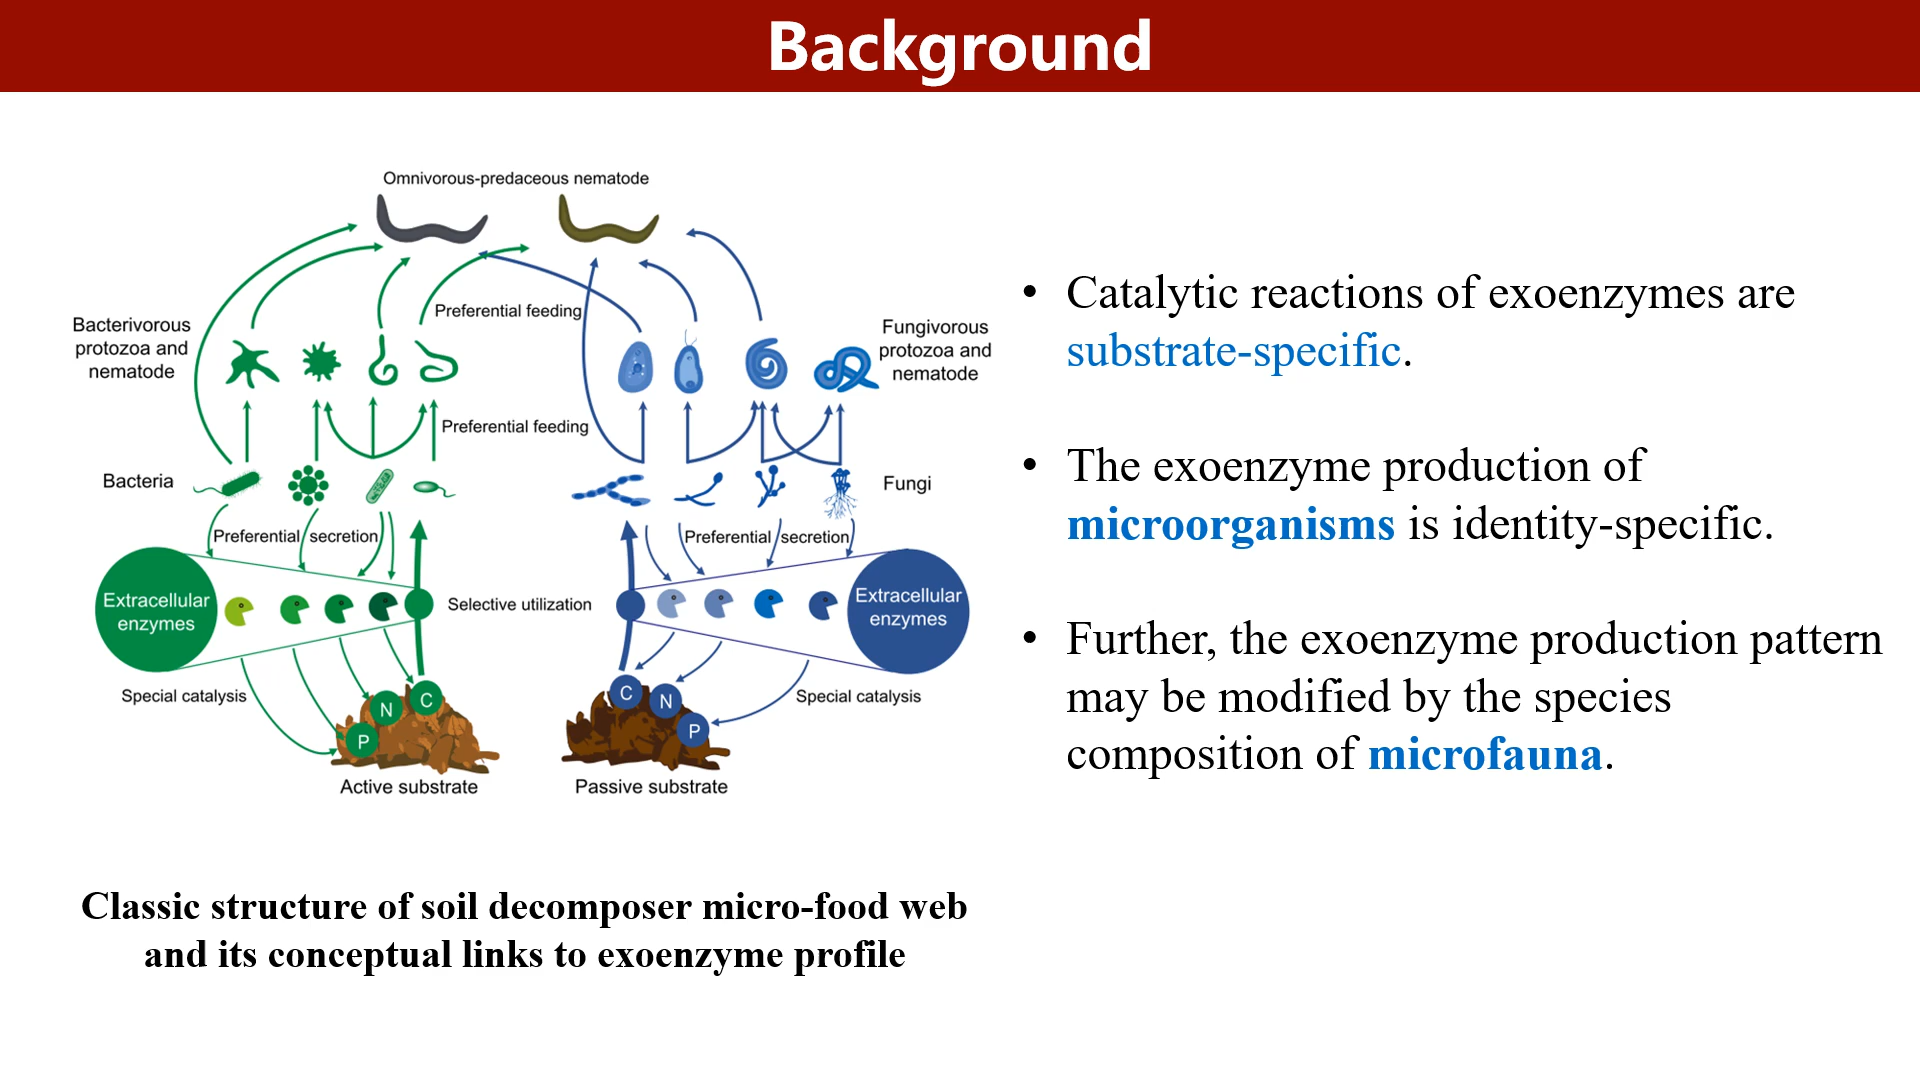 Background
Omnivorous-predaceous nematode
Preferential feeding
Bacterivorous
protozoa and
nematode
Fungivorous
protozoa and
nematode
Preferential feeding
Bacteria
Fungi
Preferential secretion
Preferential secretion
Extracellular
enzymes
Selective utilization
Extracellular
enzymes
Special catalysis
Special catalysis
P N C
C N P
Active substrate
Passive substrate
Classic structure of soil decomposer micro-food web
and its conceptual links to exoenzyme profile
• Catalytic reactions of exoenzymes are
substrate-specific.
• The exoenzyme production of
microorganisms is identity-specific.
• Further, the exoenzyme production pattern
may be modified by the species
composition of microfauna.